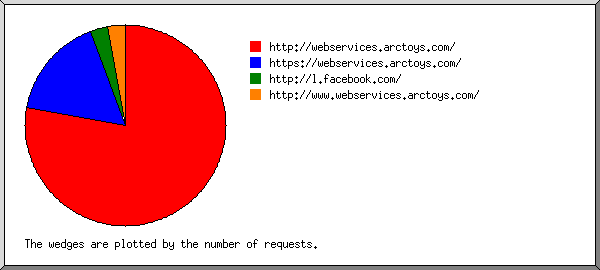 http://webservices.arctoys.com/
https://webservices.arctoys.com/
http://l.facebook.com/
http://www.webservices.arctoys.com/
The wedges are plotted by the number of requests.